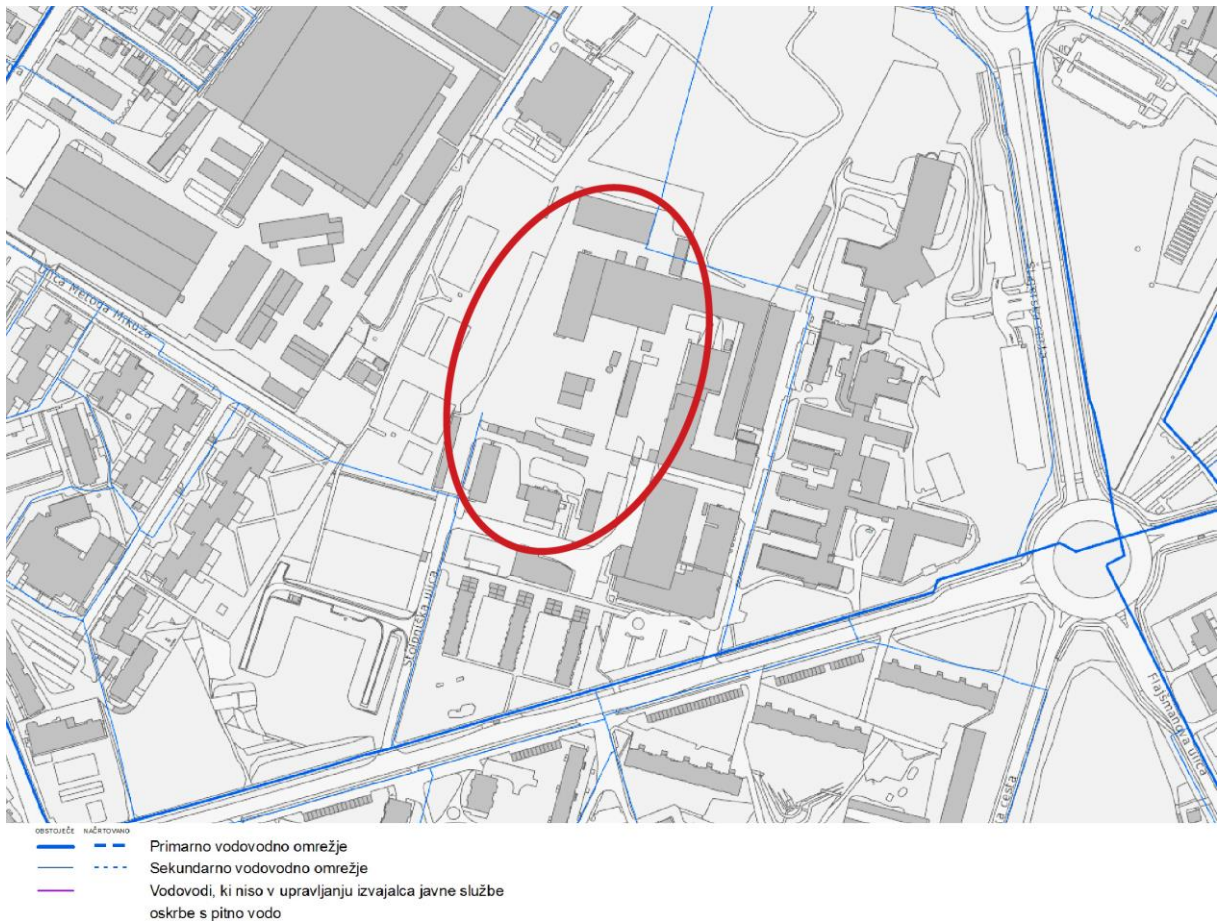 Ulica Metoda Mikuža
Štajerska cesta
Stolpniška ulica
Flajšmanova ulica
a cesta
OBSTOJEČE NAČRTOVANO
Primarno vodovodno omrežje
Sekundarno vodovodno omrežje
Vodovodi, ki niso v upravljanju izvajalca javne službe
oskrbe s pitno vodo